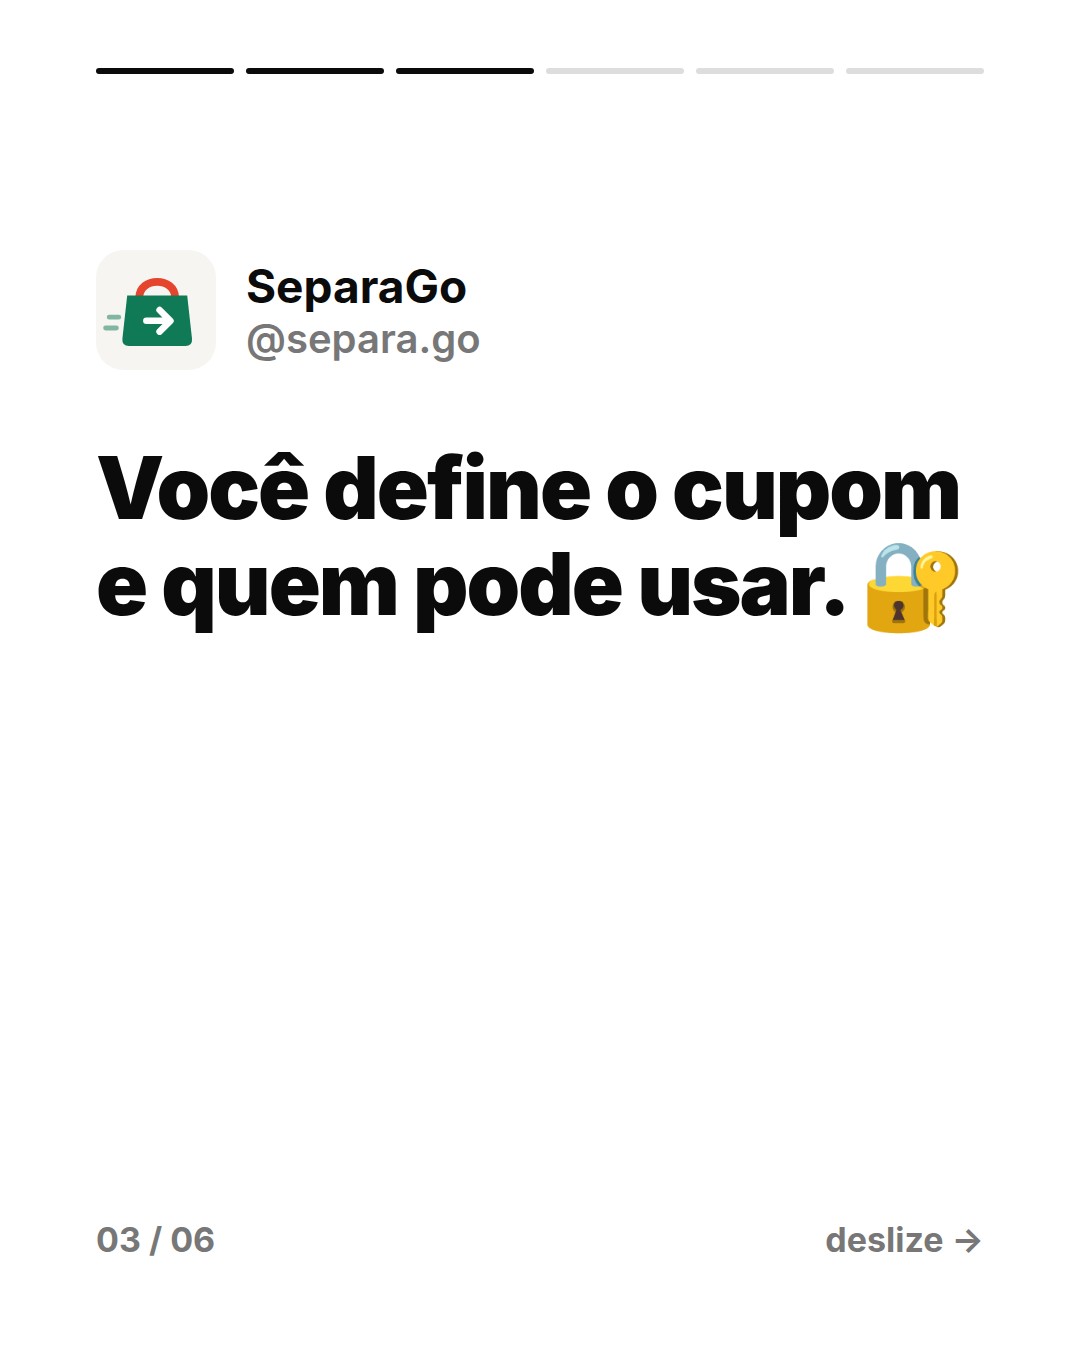 SeparaGo
@separa.go
Você define o cupom
e quem pode usar. 🔐
03 / 06
deslize →